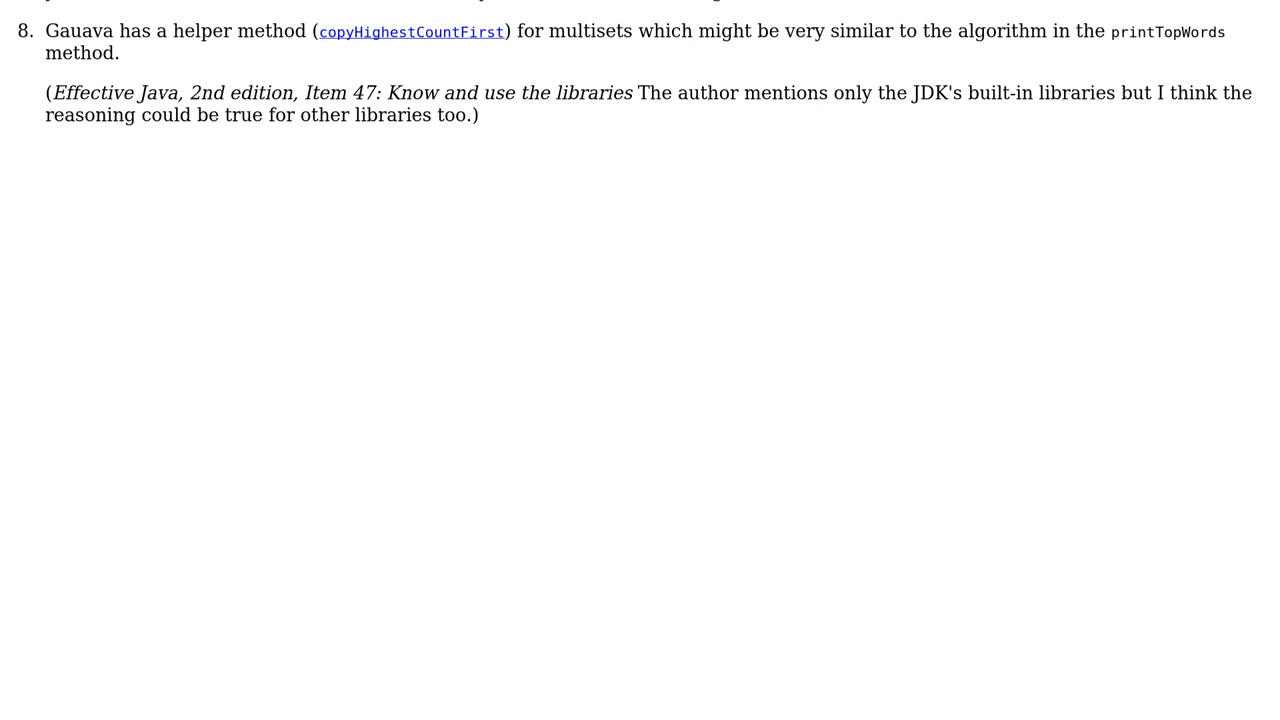 8. Gauava has a helper method (copyHighestCountFirst) for multisets which might be very similar to the algorithm in the printTopWords
method.
(Effective Java, 2nd edition, Item 47: Know and use the libraries The author mentions only the JDK's built-in libraries but I think the
reasoning could be true for other libraries too.)